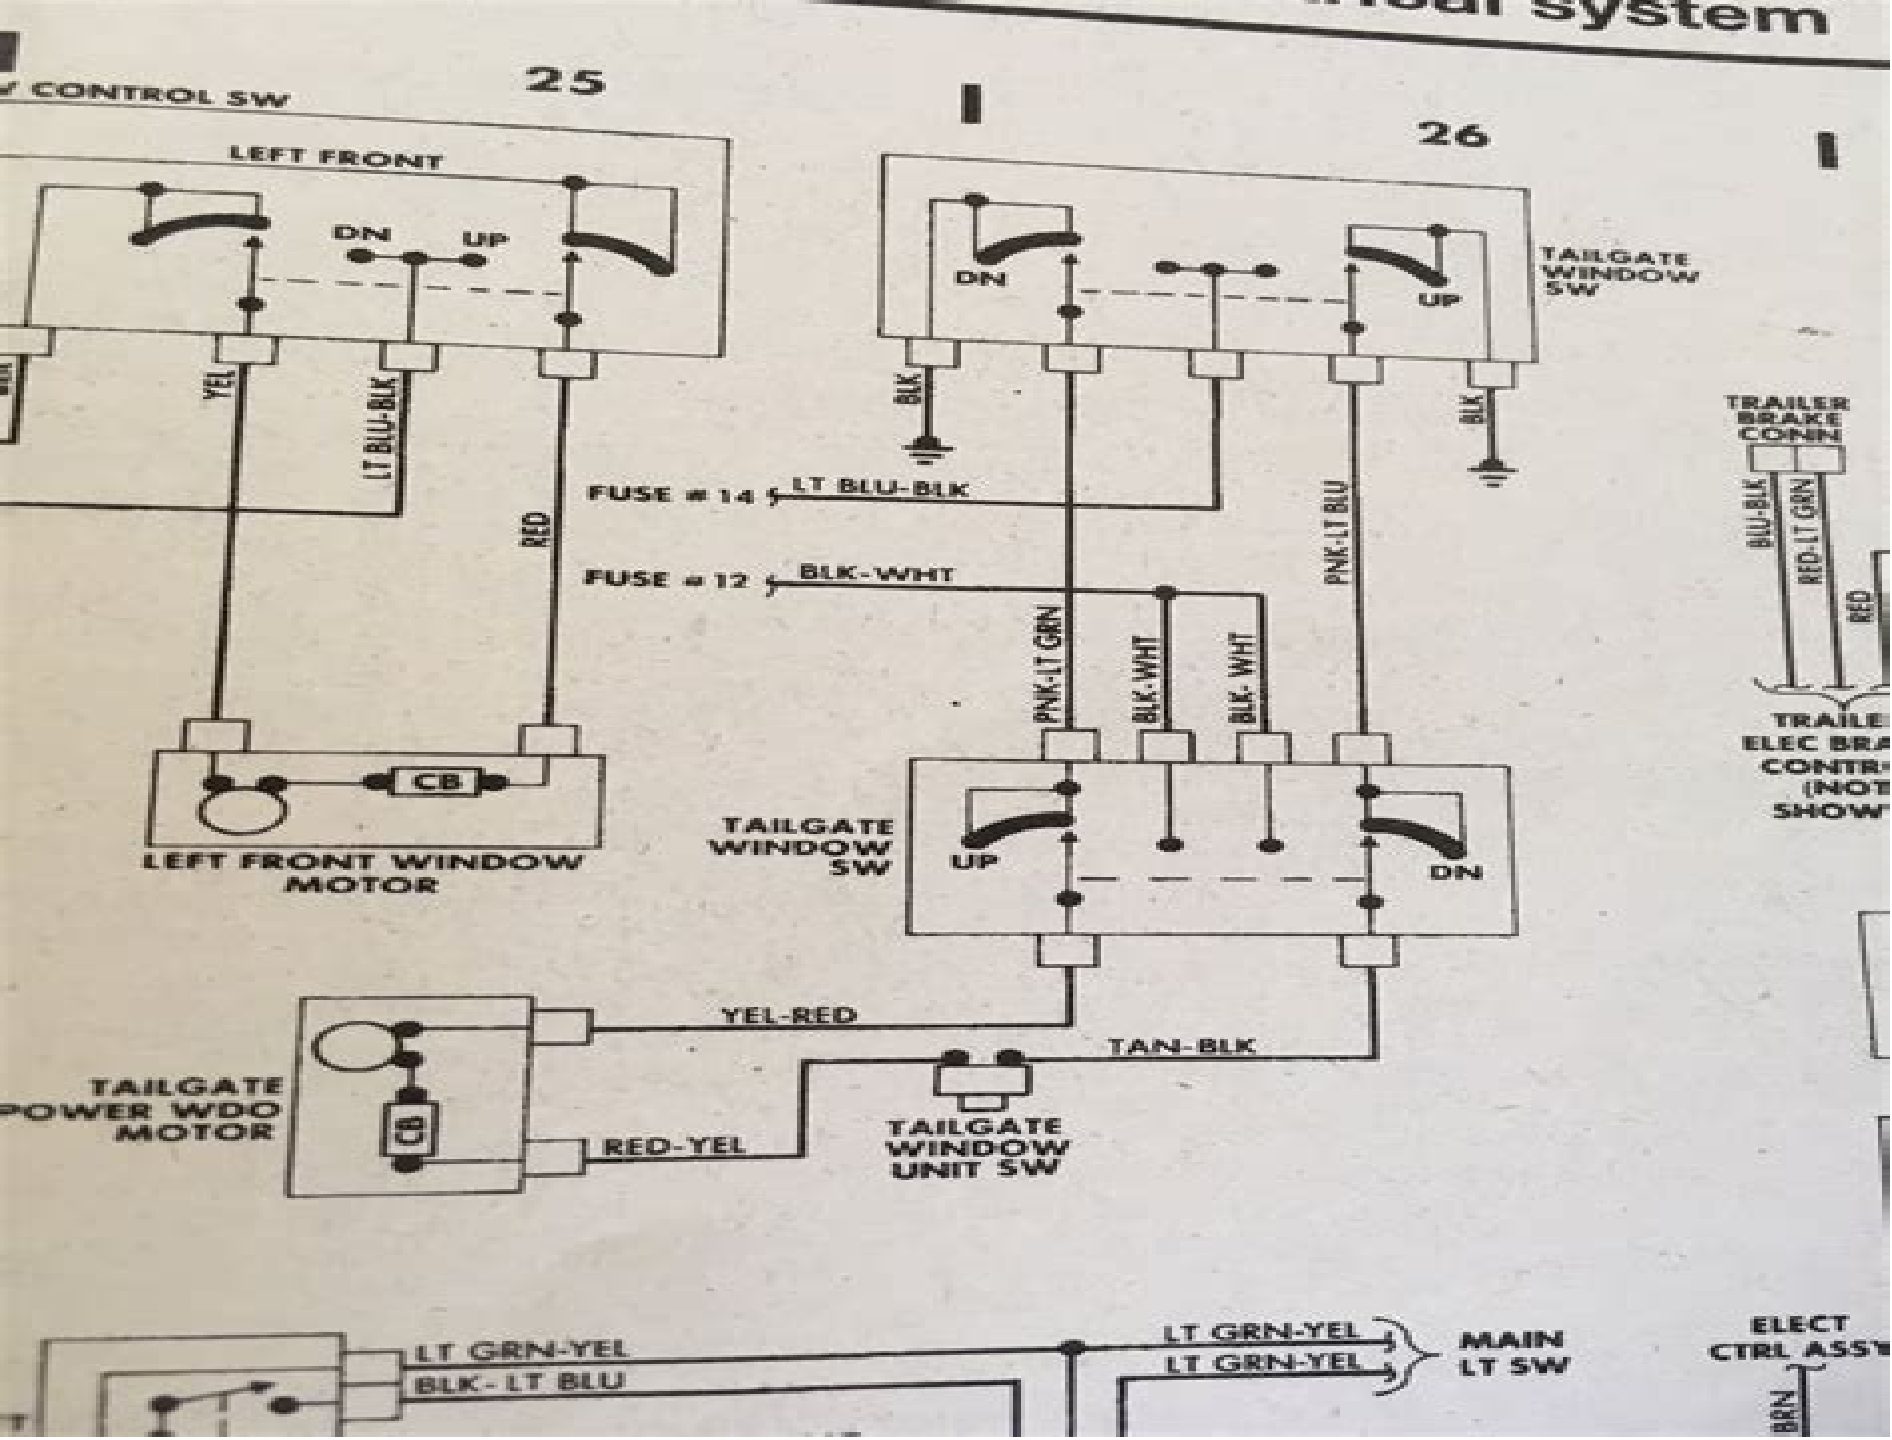 system
25
26
CONTROL SW
LEFT FRONT
DN
UP
DN
UP
TAILGATE
WINDOW
SW
YEL
LT BLU-BLK
RED
BLK
BLK
FUSE # 14
LT BLU-BLK
FUSE # 12
BLK-WHT
PNK-LT GRN
BLK-WHT
BLK- WHT
PNK-LT BLU
TRAILER
BRAKE
CONN
BLU-BLK
RED-LT GRN
RED
CB
LEFT FRONT WINDOW
MOTOR
TAILGATE
WINDOW
SW
UP
DN
ELEC
YEL-RED
TAN-BLK
TAILGATE
POWER WDO
MOTOR
CB
RED-YEL
TAILGATE
WINDOW
UNIT SW
LT GRN-YEL
BLK-LT BLU
LT GRN-YEL
LT GRN-YEL
MAIN
LT SW
ELECT
CTRL
BRN